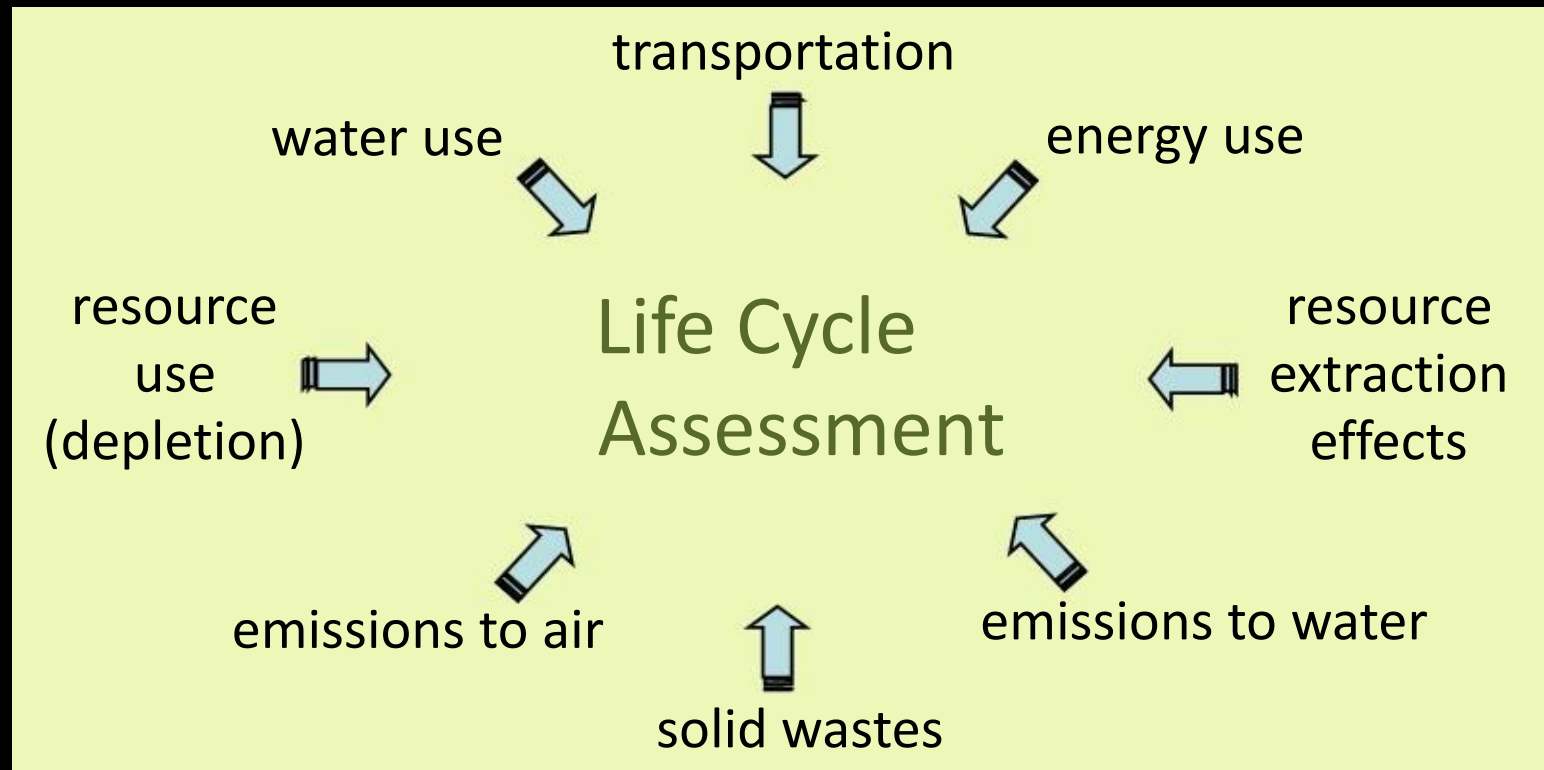 transportation
water use
energy use
resource
use
(depletion)
Life Cycle
Assessment
resource
extraction
effects
emissions to air
emissions to water
solid wastes